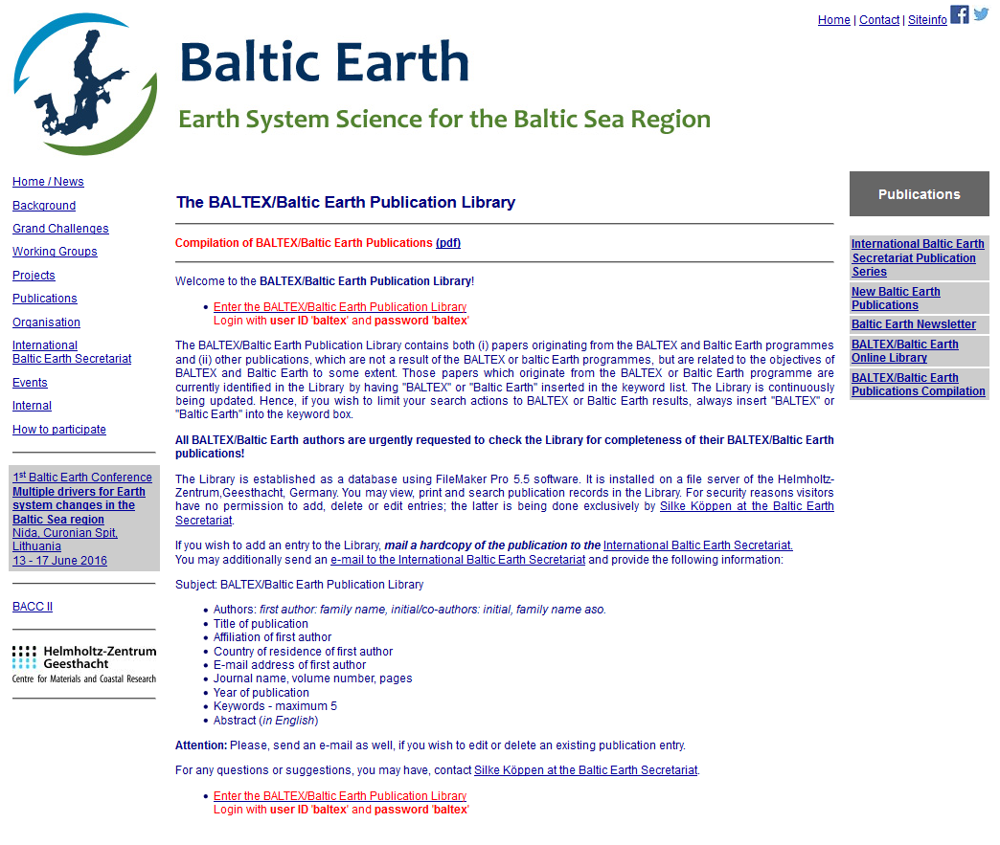 Home | Contact | Siteinfo
Baltic Earth
Earth System Science for the Baltic Sea Region
Home / News
Background
Grand Challenges
Working Groups
Projects
Publications
Organisation
International
Baltic Earth Secretariat
Events
Internal
How to participate
1st Baltic Earth Conference
Multiple drivers for Earth
system changes in the
Baltic Sea region
Nida, Curonian Spit,
Lithuania
13 - 17 June 2016
BACC II
Helmholtz-Zentrum
Geesthacht
Centre for Materials and Coastal Research
The BALTEX/Baltic Earth Publication Library
Compilation of BALTEX/Baltic Earth Publications (pdf)
Welcome to the BALTEX/Baltic Earth Publication Library!
• Enter the BALTEX/Baltic Earth Publication Library
Login with user ID 'baltex' and password 'baltex'
The BALTEX/Baltic Earth Publication Library contains both (i) papers originating from the BALTEX and Baltic Earth programmes
and (ii) other publications, which are not a result of the BALTEX or baltic Earth programmes, but are related to the objectives of
BALTEX and Baltic Earth to some extent. Those papers which originate from the BALTEX or Baltic Earth programme are
currently identified in the Library by having "BALTEX" or "Baltic Earth" inserted in the keyword list. The Library is continuously
being updated. Hence, if you wish to limit your search actions to BALTEX or Baltic Earth results, always insert "BALTEX" or
"Baltic Earth" into the keyword box.
All BALTEX/Baltic Earth authors are urgently requested to check the Library for completeness of their BALTEX/Baltic Earth
publications!
The Library is established as a database using FileMaker Pro 5.5 software. It is installed on a file server of the Helmholtz-
Zentrum,Geesthacht, Germany. You may view, print and search publication records in the Library. For security reasons visitors
have no permission to add, delete or edit entries; the latter is being done exclusively by Silke Köppen at the Baltic Earth
Secretariat.
If you wish to add an entry to the Library, mail a hardcopy of the publication to the International Baltic Earth Secretariat.
You may additionally send an e-mail to the International Baltic Earth Secretariat and provide the following information:
Subject: BALTEX/Baltic Earth Publication Library
• Authors: first author: family name, initial/co-authors: initial, family name aso.
• Title of publication
• Affiliation of first author
• Country of residence of first author
• E-mail address of first author
• Journal name, volume number, pages
• Year of publication
• Keywords - maximum 5
• Abstract (in English)
Attention: Please, send an e-mail as well, if you wish to edit or delete an existing publication entry.
For any questions or suggestions, you may have, contact Silke Köppen at the Baltic Earth Secretariat.
• Enter the BALTEX/Baltic Earth Publication Library
Login with user ID 'baltex' and password 'baltex'
Publications
International Baltic Earth
Secretariat Publication
Series
New Baltic Earth
Publications
Baltic Earth Newsletter
BALTEX/Baltic Earth
Online Library
BALTEX/Baltic Earth
Publications Compilation